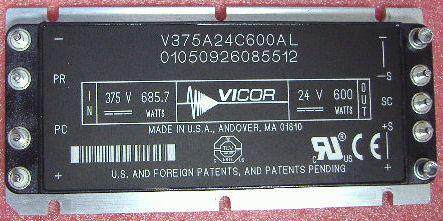 V375A24C600AL
01050926085512
− −
PR −S
IN 375 V 685.7 WATTS VICOR 24 V 600 WATTS OUT
SC
PC MADE IN U.S.A., ANDOVER, MA 01810 +S
c RU US CE
+ U.S. AND FOREIGN PATENTS, AND PATENTS PENDING +